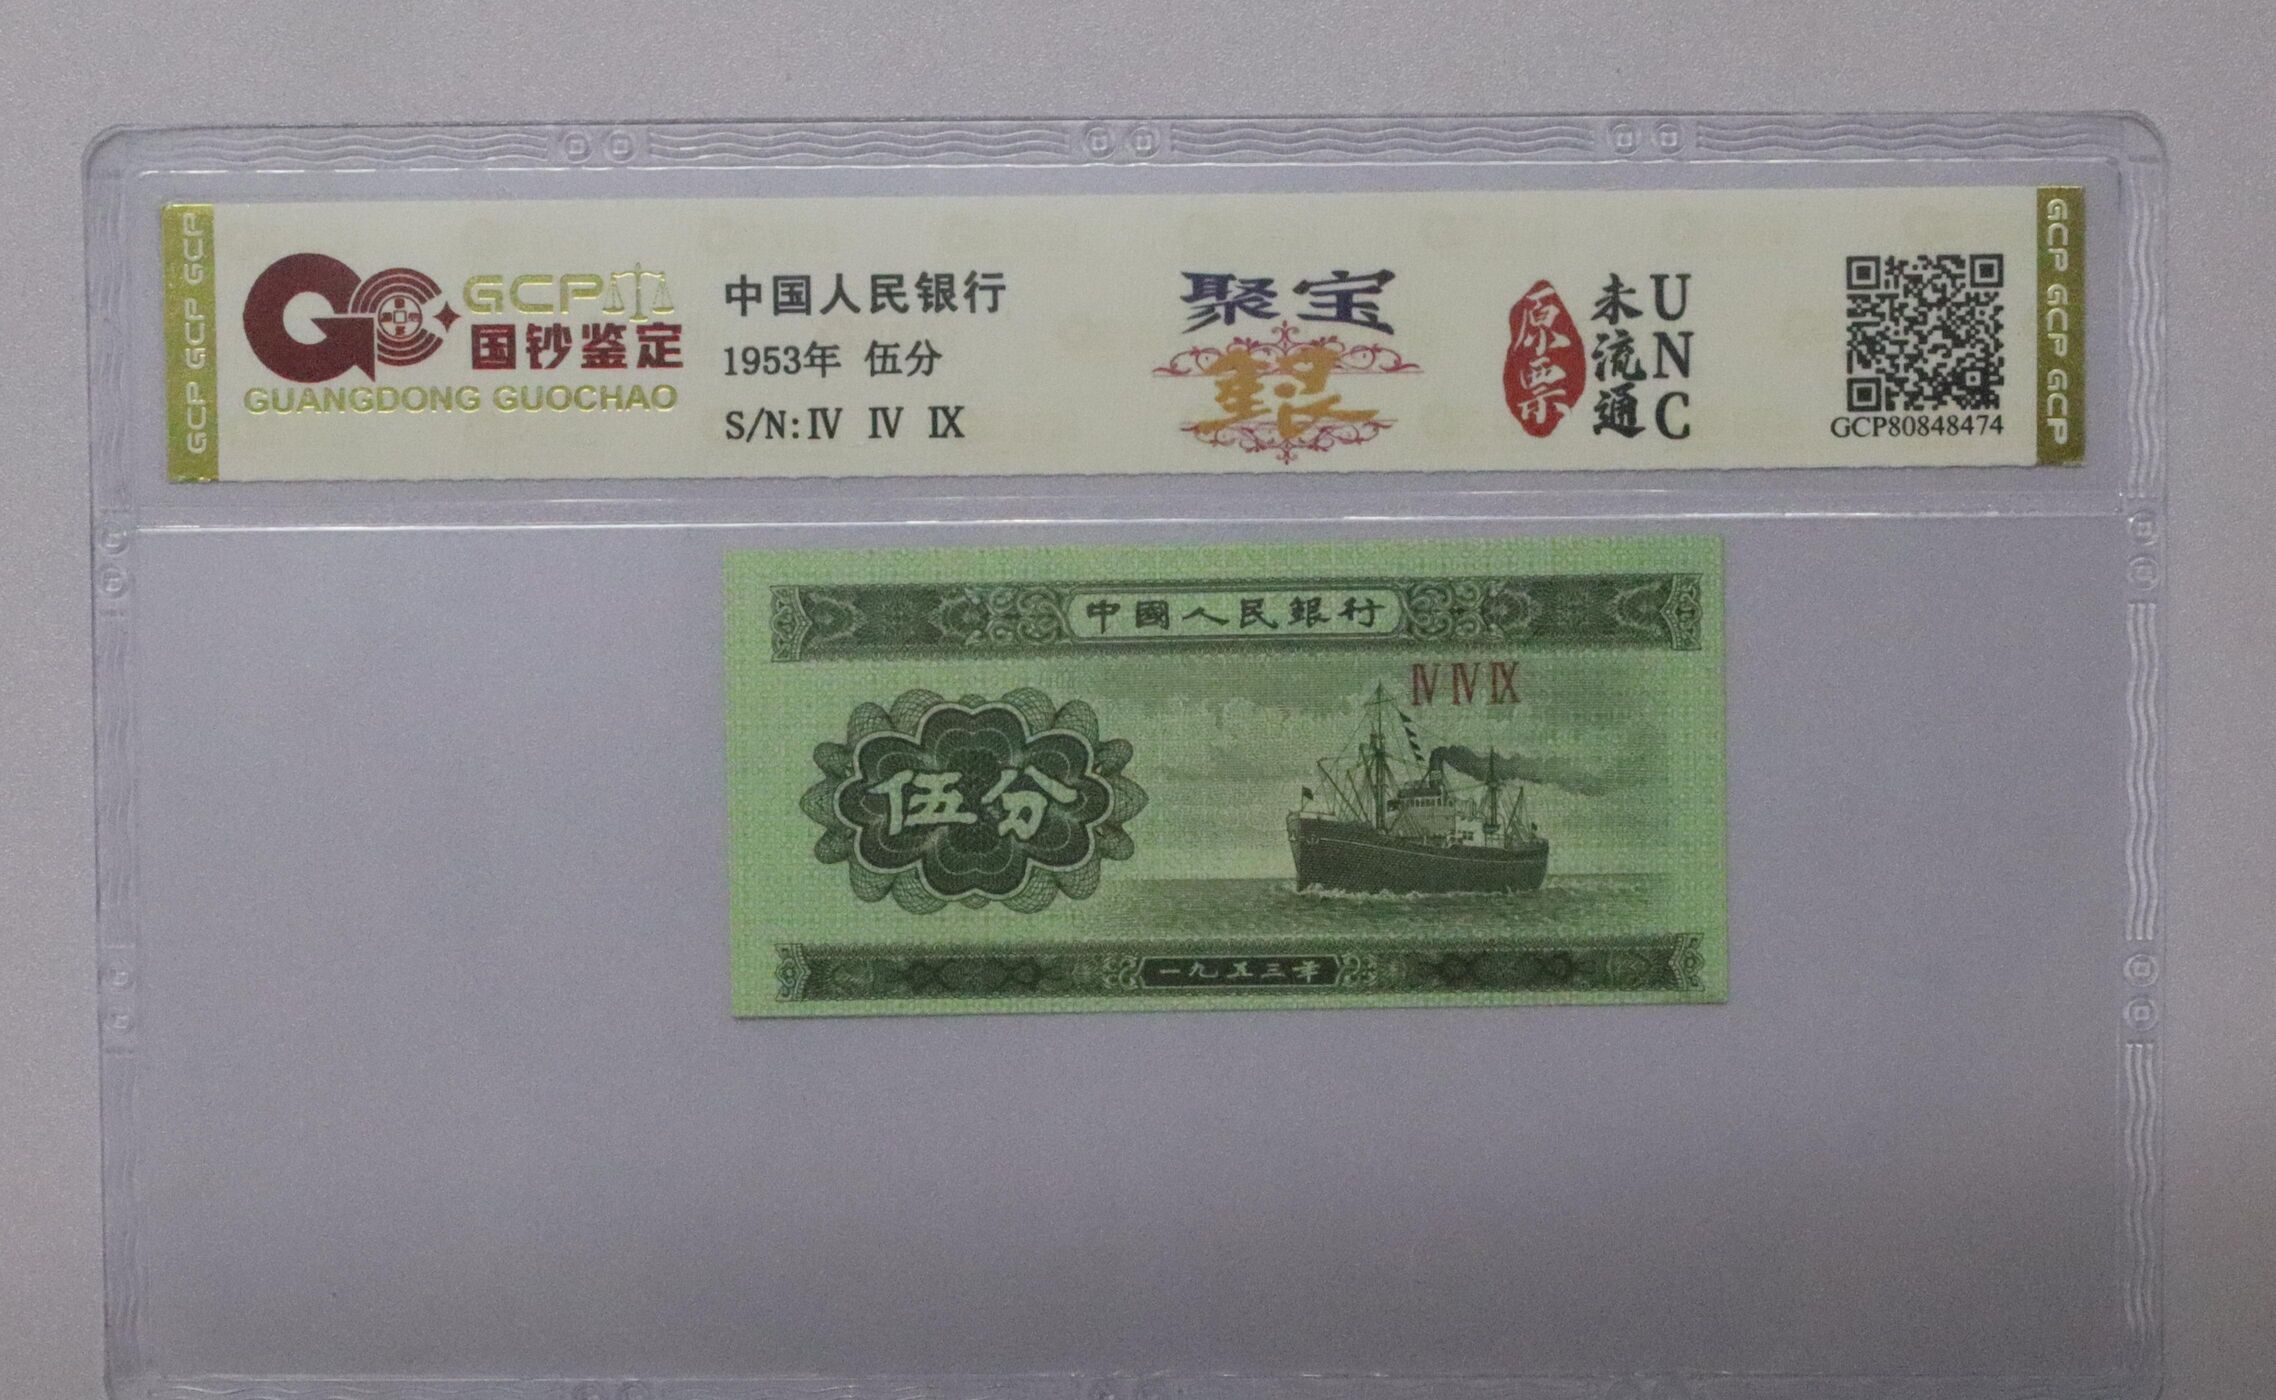 GCP GCP GCP
GCP
国钞鉴定
GUANGDONG GUOCHAO
中国人民银行
1953年 伍分
S/N:Ⅳ Ⅳ Ⅸ
聚宝
原票
未流通
UNC
GCP80848474
GCP GCP GCP
中國人民銀行
Ⅳ Ⅳ Ⅸ
伍分
一九五三年